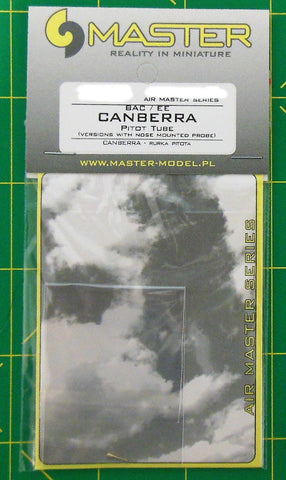 MASTER
REALITY IN MINIATURE
AIR MASTER SERIES
BAC / EE
CANBERRA
PITOT TUBE
(VERSIONS WITH NOSE MOUNTED PROBE)
CANBERRA - RURKA PITOTA
WWW.MASTER-MODEL.PL
AIR MASTER SERIES